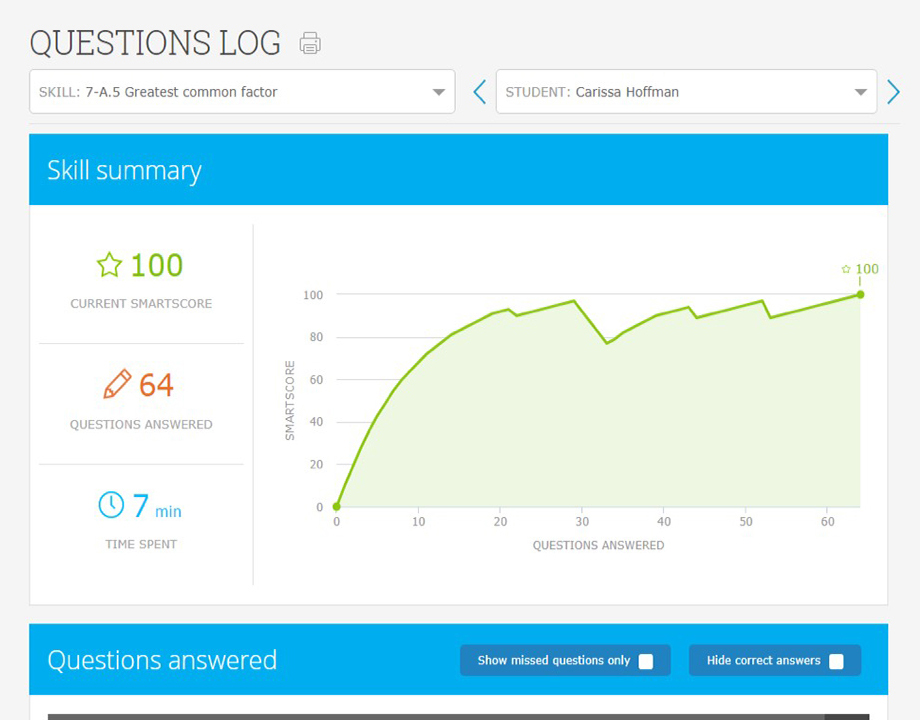 QUESTIONS LOG
SKILL: 7-A.5 Greatest common factor
STUDENT: Carissa Hoffman
Skill summary
100
CURRENT SMARTSCORE
64
QUESTIONS ANSWERED
7 min
TIME SPENT
100
100
80
60
40
20
0
SMARTSCORE
0 10 20 30 40 50 60
QUESTIONS ANSWERED
Questions answered
Show missed questions only
Hide correct answers